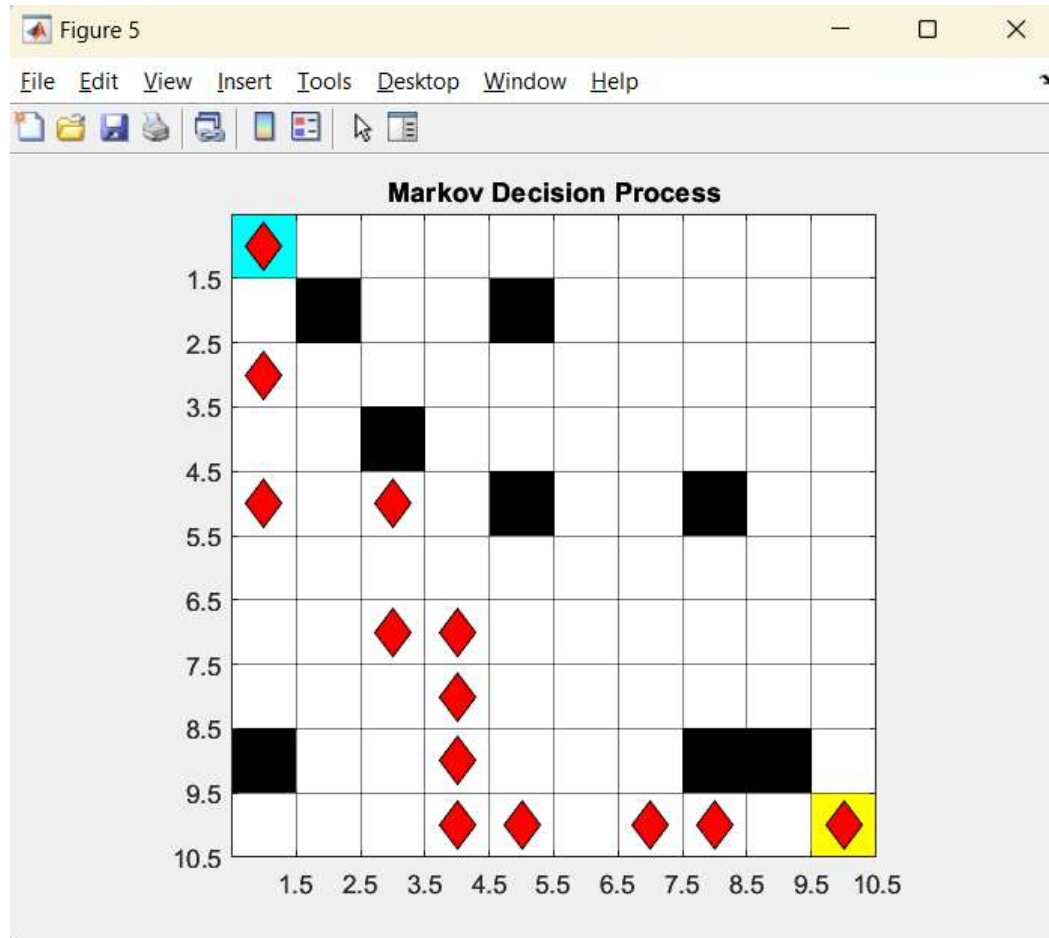 Figure 5
File Edit View Insert Tools Desktop Window Help
Markov Decision Process
1.5
2.5
3.5
4.5
5.5
6.5
7.5
8.5
9.5
10.5
1.5 2.5 3.5 4.5 5.5 6.5 7.5 8.5 9.5 10.5